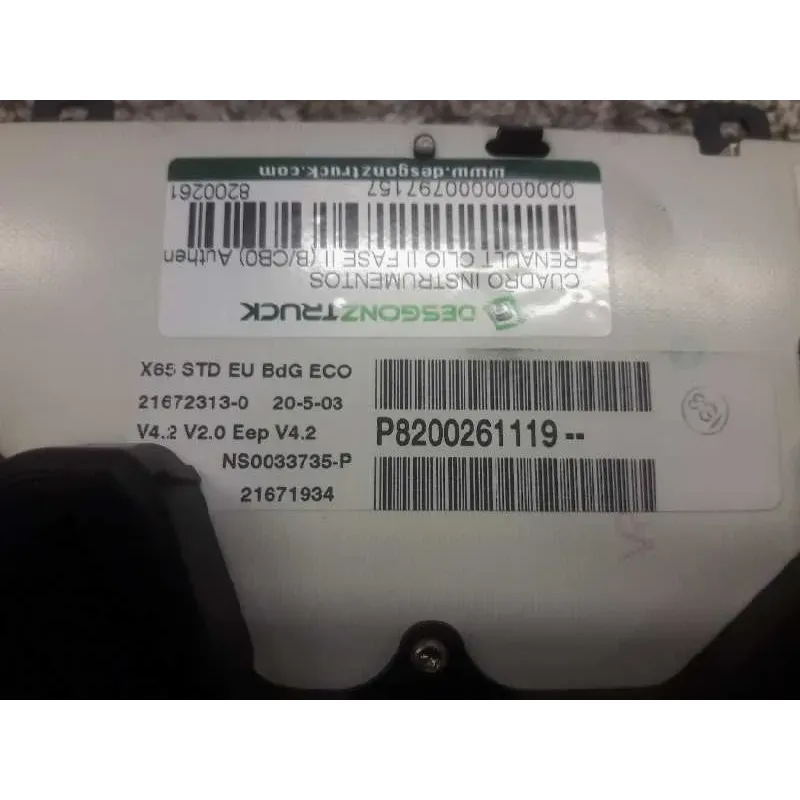 DESGONZTRUCK
CUADRO INSTRUMENTOS
RENAULT CLIO II FASE II (B/CB0) Authen
0000000000797157 8200261
www.desgonztruck.com
X65 STD EU BdG ECO
21672313-0 20-5-03
V4.2 V2.0 Eep V4.2
P8200261119--
NS0033735-P
21671934